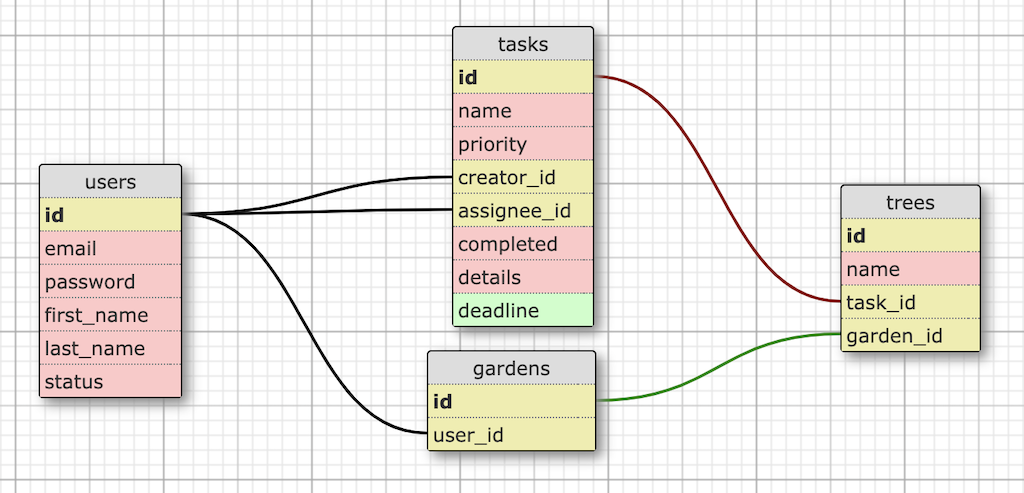 users
id
email
password
first_name
last_name
status
tasks
id
name
priority
creator_id
assignee_id
completed
details
deadline
gardens
id
user_id
trees
id
name
task_id
garden_id